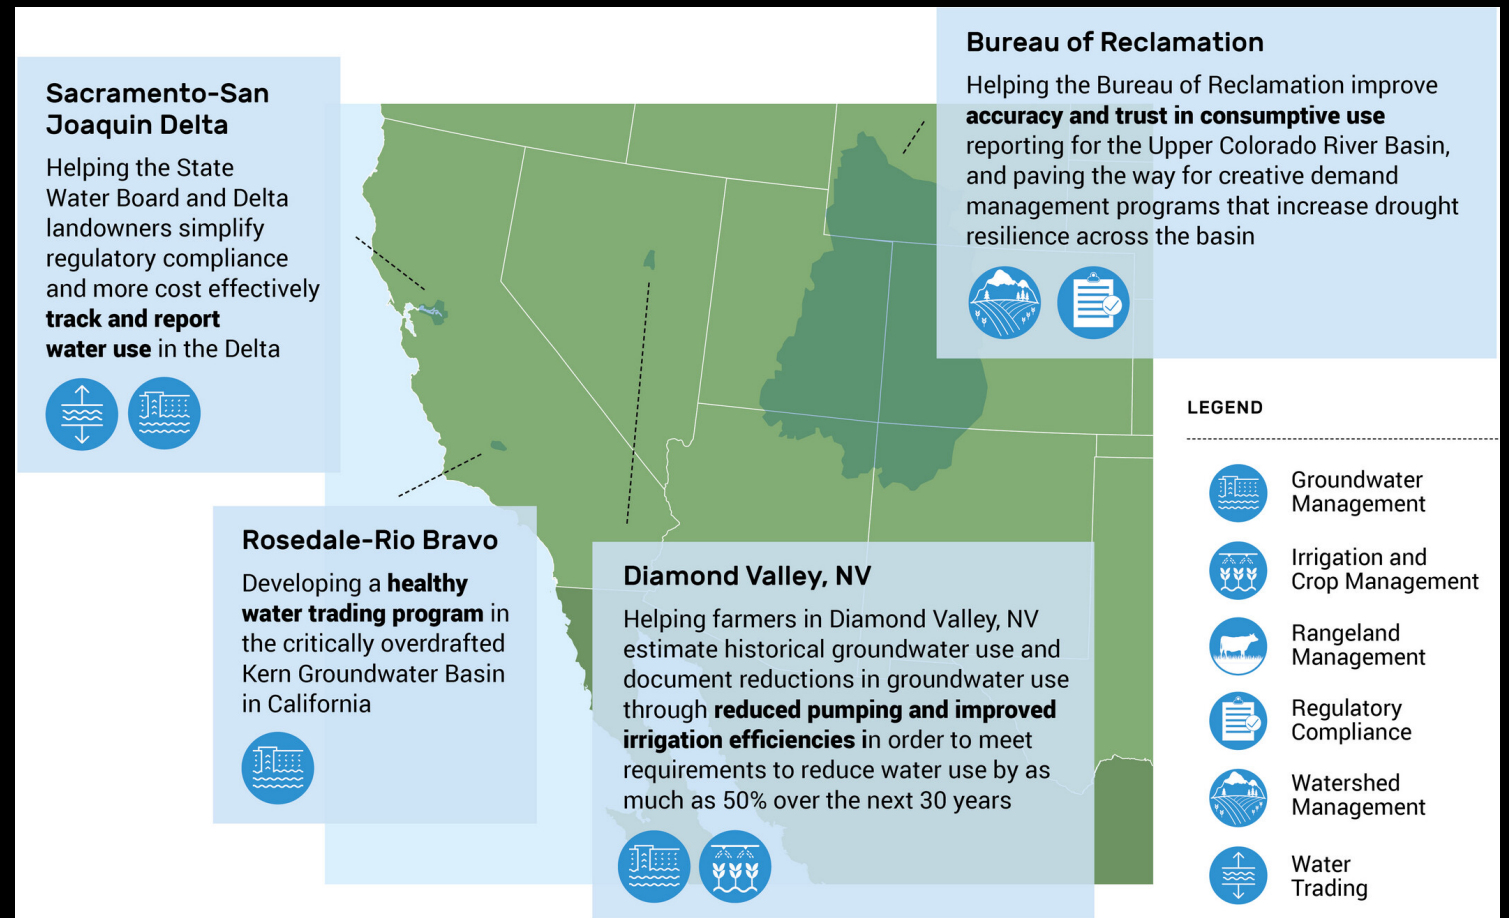 Sacramento-San
Joaquin Delta
Helping the State
Water Board and Delta
landowners simplify
regulatory compliance
and more cost effectively
track and report
water use in the Delta
Bureau of Reclamation
Helping the Bureau of Reclamation improve
accuracy and trust in consumptive use
reporting for the Upper Colorado River Basin,
and paving the way for creative demand
management programs that increase drought
resilience across the basin
Rosedale-Rio Bravo
Developing a healthy
water trading program in
the critically overdrafted
Kern Groundwater Basin
in California
Diamond Valley, NV
Helping farmers in Diamond Valley, NV
estimate historical groundwater use and
document reductions in groundwater use
through reduced pumping and improved
irrigation efficiencies in order to meet
requirements to reduce water use by as
much as 50% over the next 30 years
LEGEND
Groundwater
Management
Irrigation and
Crop Management
Rangeland
Management
Regulatory
Compliance
Watershed
Management
Water
Trading